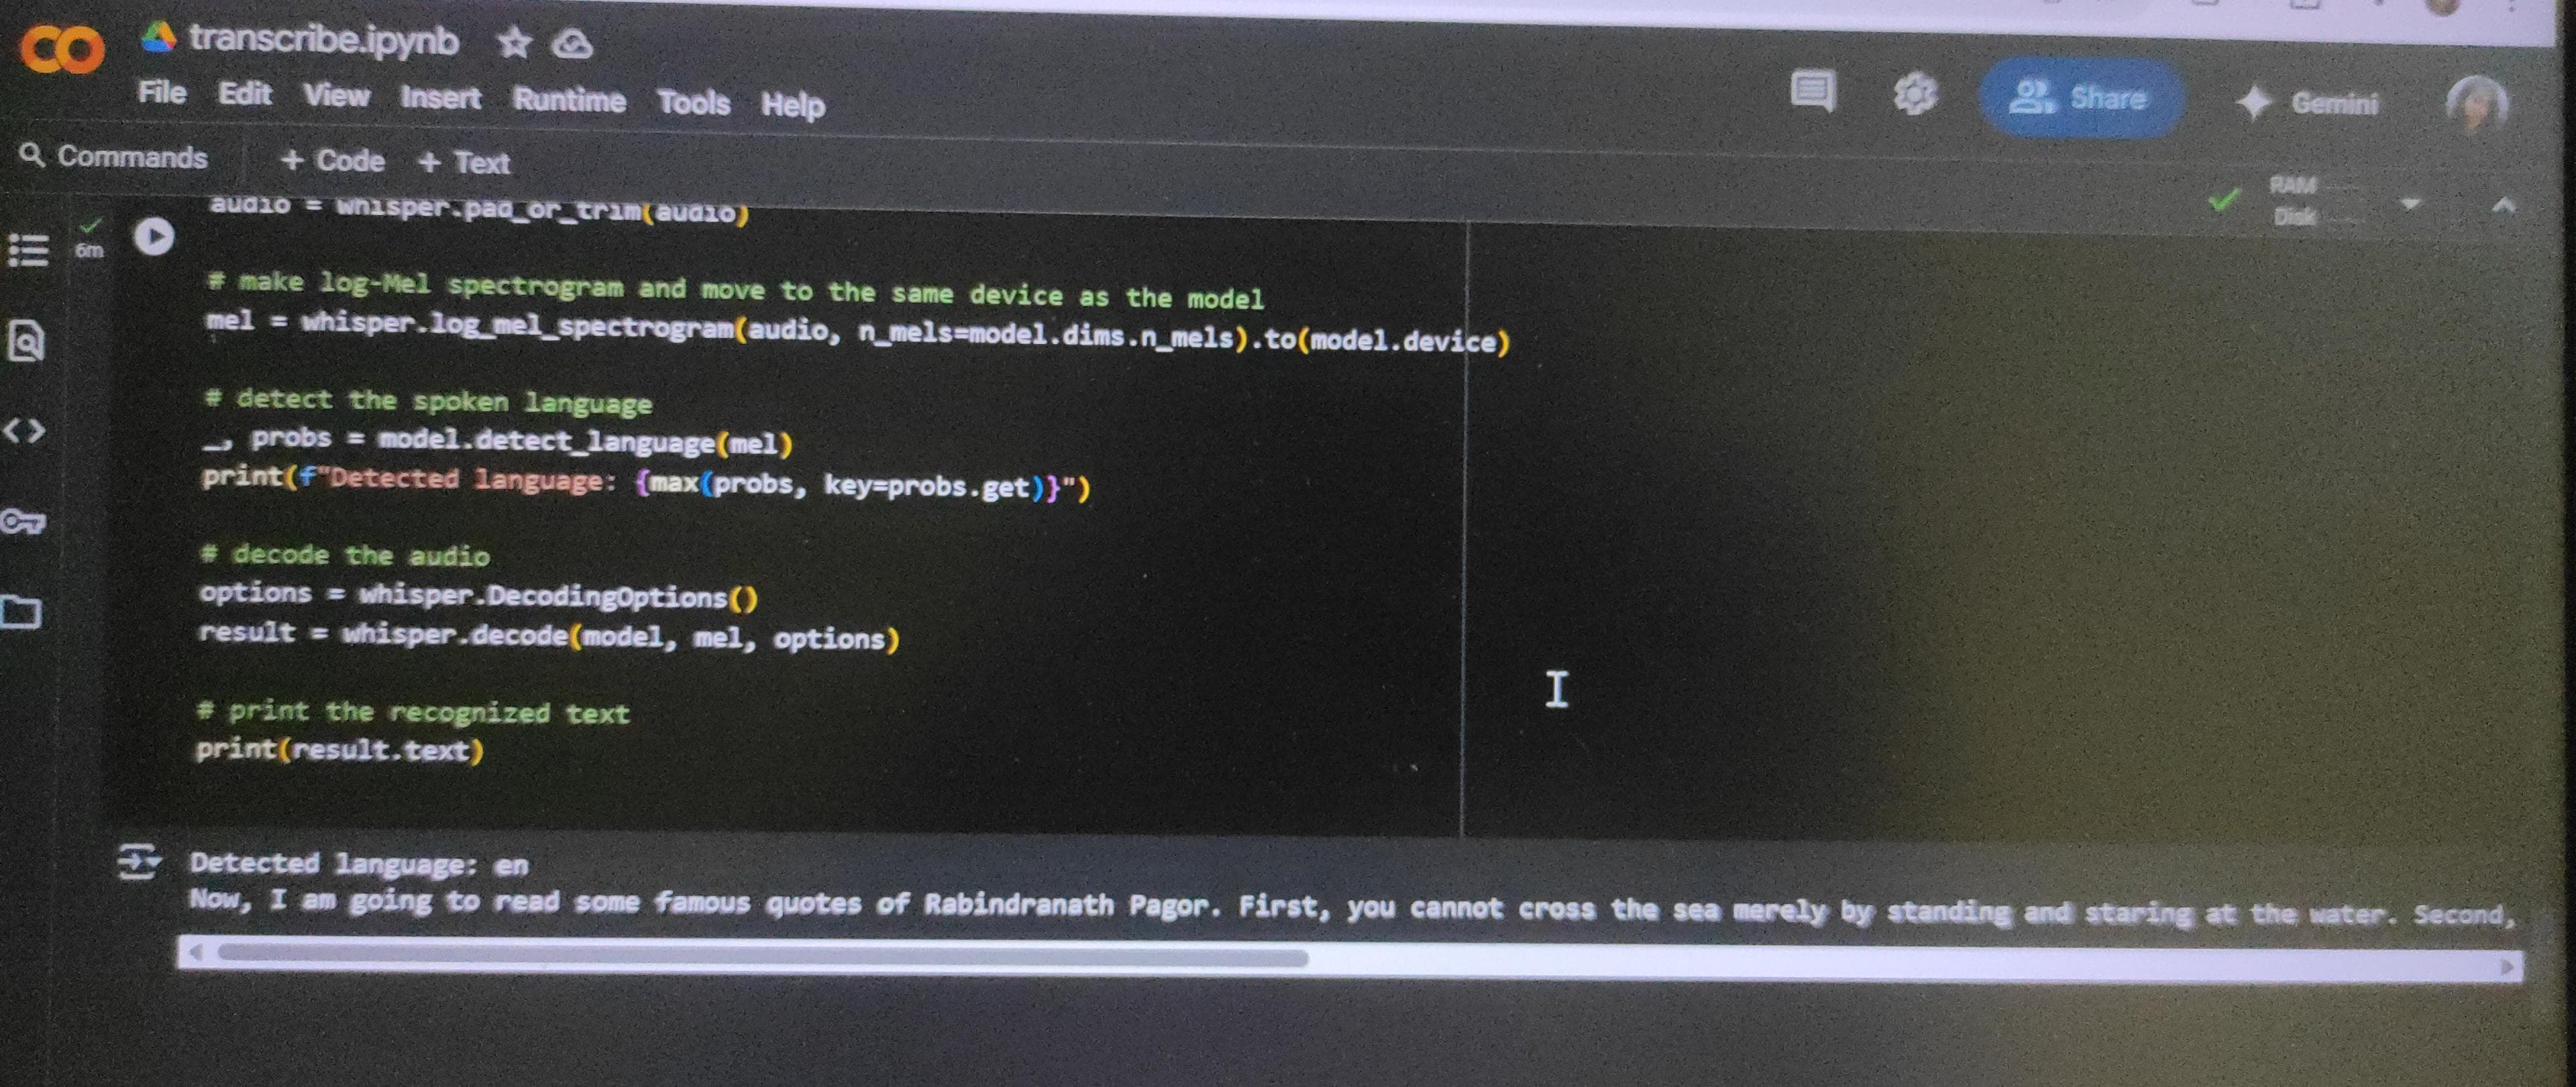 CO
transcribe.ipynb
File Edit View Insert Runtime Tools Help
Share
Gemini
Commands
+ Code + Text
RAM
Disk
6m
audio = whisper.pad_or_trim(audio)
# make log-Mel spectrogram and move to the same device as the model
mel = whisper.log_mel_spectrogram(audio, n_mels=model.dims.n_mels).to(model.device)
# detect the spoken language
_, probs = model.detect_language(mel)
print(f"Detected language: {max(probs, key=probs.get)}")
# decode the audio
options = whisper.DecodingOptions()
result = whisper.decode(model, mel, options)
# print the recognized text
print(result.text)
Detected language: en
Now, I am going to read some famous quotes of Rabindranath Pagor. First, you cannot cross the sea merely by standing and staring at the water. Second,